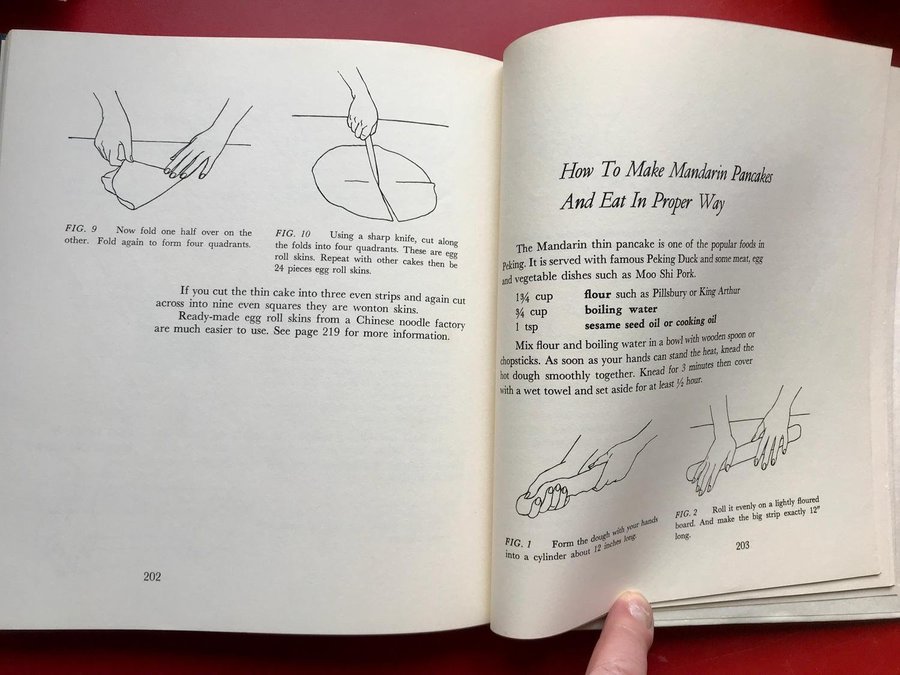 FIG. 9 Now fold one half over on the
other. Fold again to form four quadrants.
FIG. 10 Using a sharp knife, cut along
the folds into four quadrants. These are egg
roll skins. Repeat with other cakes then be
24 pieces egg roll skins.
If you cut the thin cake into three even strips and again cut
across into nine even squares they are wonton skins.
Ready-made egg roll skins from a Chinese noodle factory
are much easier to use. See page 219 for more information.
202
How To Make Mandarin Pancakes
And Eat In Proper Way
The Mandarin thin pancake is one of the popular foods in
Peking. It is served with famous Peking Duck and some meat, egg
and vegetable dishes such as Moo Shi Pork.
1¾ cup flour such as Pillsbury or King Arthur
¾ cup boiling water
1 tsp sesame seed oil or cooking oil
Mix flour and boiling water in a bowl with wooden spoon or
chopsticks. As soon as your hands can stand the heat, knead the
hot dough smoothly together. Knead for 3 minutes then cover
with a wet towel and set aside for at least ½ hour.
FIG. 1 Form the dough with your hands
into a cylinder about 12 inches long.
FIG. 2 Roll it evenly on a lightly floured
board. And make the big strip exactly 12"
long.
203